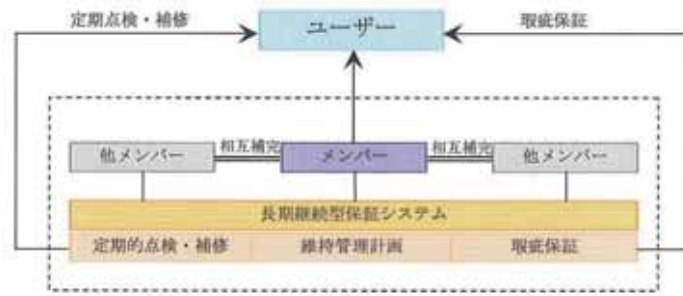 定期点検・補修
ユーザー
瑕疵保証
他メンバー
相互補完
メンバー
相互補完
他メンバー
長期継続型保証システム
定期的点検・補修
維持管理計画
瑕疵保証